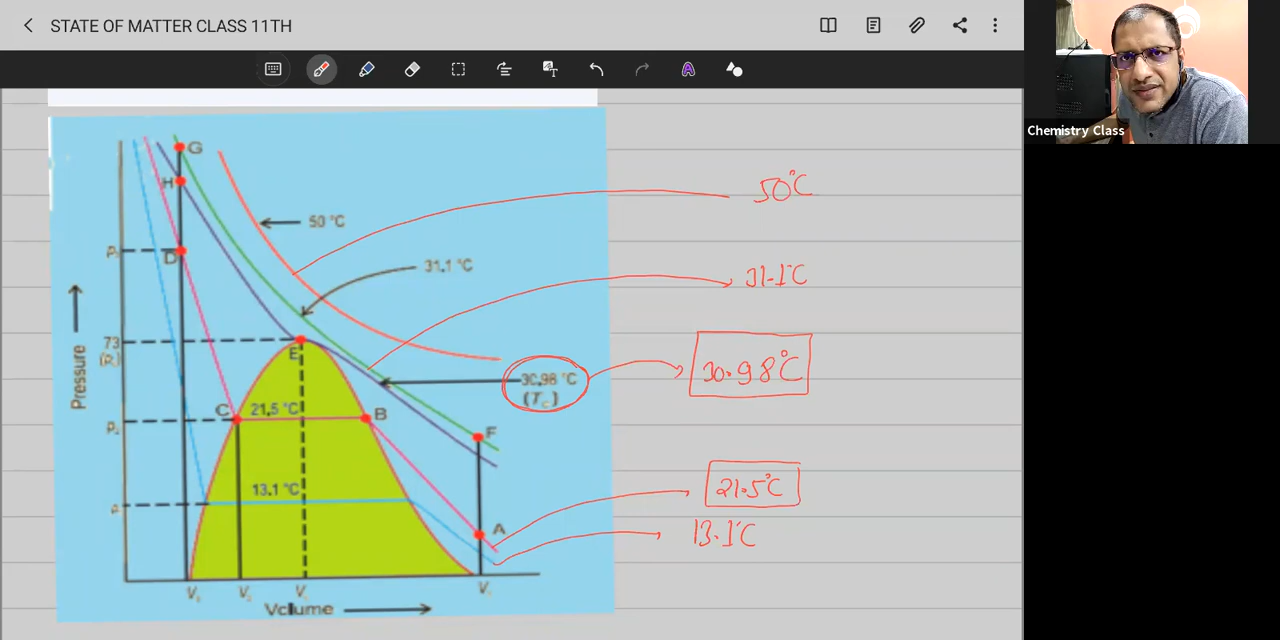 STATE OF MATTER CLASS 11TH
Chemistry Class
G
H
50 °C
50°C
D
31.1 °C
31.1°C
73
E
Pressure
30.98 °C
(Tc)
30.98°C
C
21.5 °C
B
F
13.1 °C
21.5°C
A
13.1°C
Volume